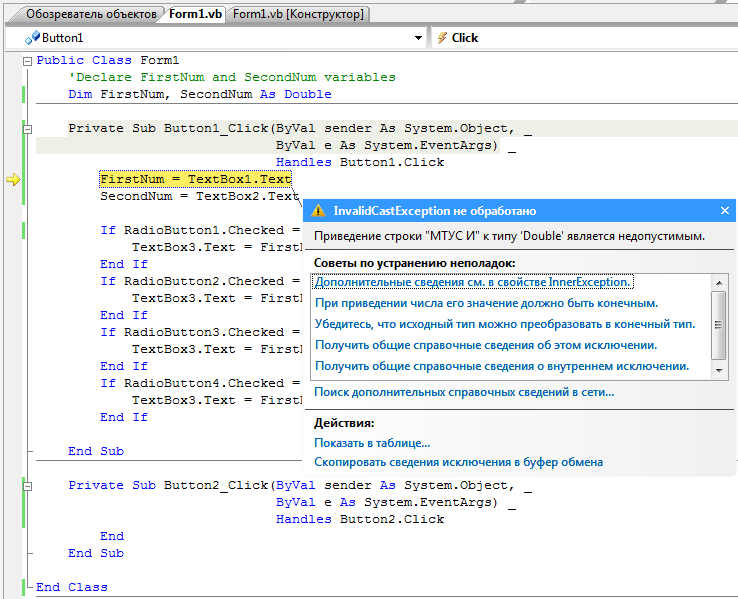 Обозреватель объектов Form1.vb Form1.vb [Конструктор]
Button1 Click
Public Class Form1
'Declare FirstNum and SecondNum variables
Dim FirstNum, SecondNum As Double
Private Sub Button1_Click(ByVal sender As System.Object, _
ByVal e As System.EventArgs) _
Handles Button1.Click
FirstNum = TextBox1.Text
SecondNum = TextBox2.Text
If RadioButton1.Checked =
TextBox3.Text = FirstN
End If
If RadioButton2.Checked =
TextBox3.Text = FirstN
End If
If RadioButton3.Checked =
TextBox3.Text = FirstN
End If
If RadioButton4.Checked =
TextBox3.Text = FirstN
End If
End Sub
InvalidCastException не обработано
Приведение строки "МТУС И" к типу 'Double' является недопустимым.
Советы по устранению неполадок:
Дополнительные сведения см. в свойстве InnerException.
При приведении числа его значение должно быть конечным.
Убедитесь, что исходный тип можно преобразовать в конечный тип.
Получить общие справочные сведения об этом исключении.
Получить общие справочные сведения о внутреннем исключении.
Поиск дополнительных справочных сведений в сети...
Действия:
Показать в таблице...
Скопировать сведения исключения в буфер обмена
Private Sub Button2_Click(ByVal sender As System.Object, _
ByVal e As System.EventArgs) _
Handles Button2.Click
End
End Sub
End Class